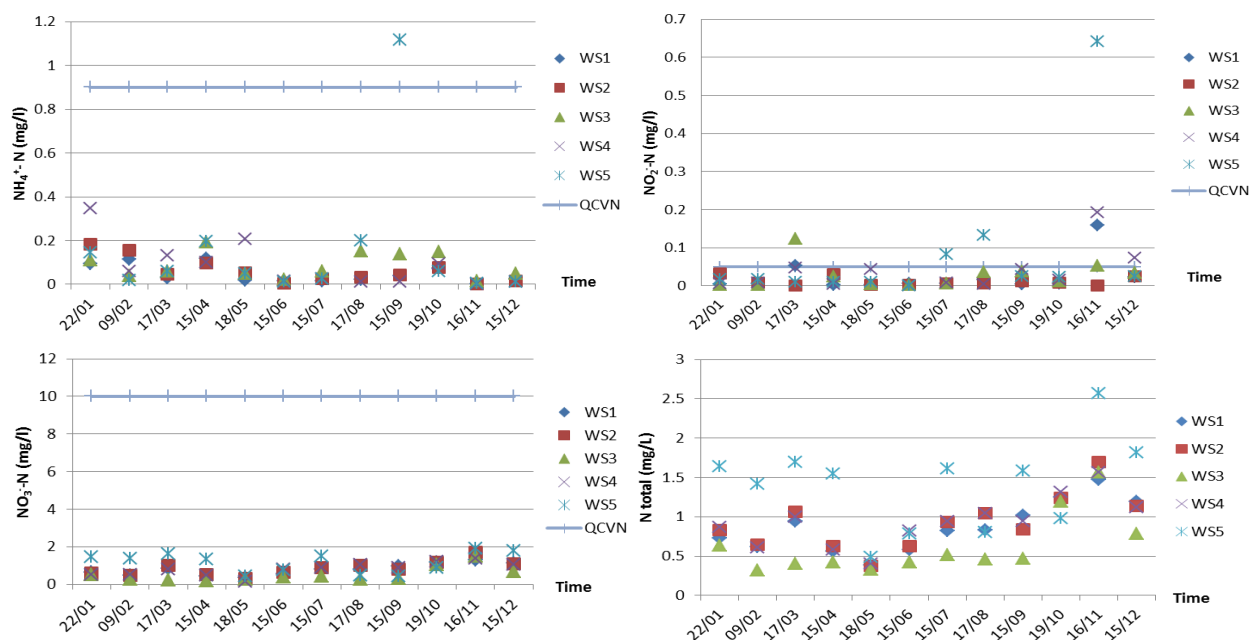 NH₄⁺- N (mg/l)
1.2
1
0.8
0.6
0.4
0.2
0
22/01
09/02
17/03
15/04
18/05
15/06
15/07
17/08
15/09
19/10
16/11
15/12
Time
WS1
WS2
WS3
WS4
WS5
QCVN
NO₂⁻-N (mg/l)
0.7
0.6
0.5
0.4
0.3
0.2
0.1
0
22/01
09/02
17/03
15/04
18/05
15/06
15/07
17/08
15/09
19/10
16/11
15/12
Time
WS1
WS2
WS3
WS4
WS5
QCVN
NO₃⁻-N (mg/l)
12
10
8
6
4
2
0
22/01
09/02
17/03
15/04
18/05
15/06
15/07
17/08
15/09
19/10
16/11
15/12
Time
WS1
WS2
WS3
WS4
WS5
QCVN
N total (mg/L)
3
2.5
2
1.5
1
0.5
0
22/01
09/02
17/03
15/04
18/05
15/06
15/07
17/08
15/09
19/10
16/11
15/12
Time
WS1
WS2
WS3
WS4
WS5